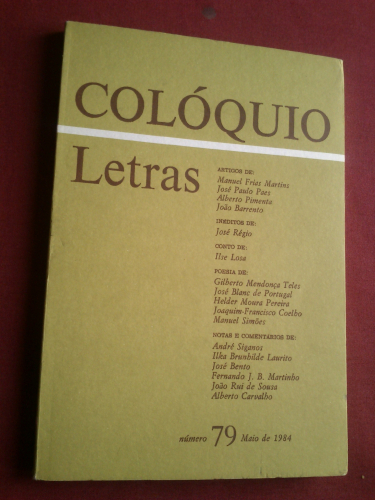 COLÓQUIO
Letras
ARTIGOS DE:
Manuel Frias Martins
José Paulo Paes
Alberto Pimenta
João Barrento
INÉDITOS DE:
José Régio
CONTO DE:
Ilse Losa
POESIA DE:
Gilberto Mendonça Teles
José Blanc de Portugal
Helder Moura Pereira
Joaquim-Francisco Coelho
Manuel Simões
NOTAS E COMENTÁRIOS DE:
André Siganos
Ilka Brunhilde Laurito
José Bento
Fernando J. B. Martinho
João Rui de Sousa
Alberto Carvalho
número 79 Maio de 1984